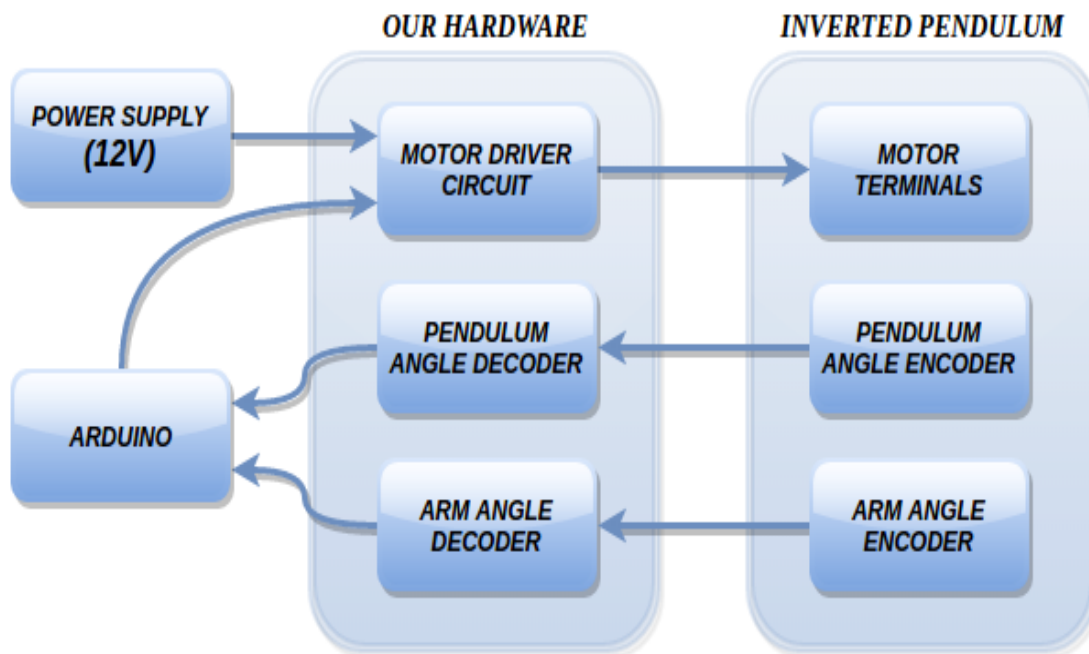 OUR HARDWARE
INVERTED PENDULUM
POWER SUPPLY
(12V)
MOTOR DRIVER
CIRCUIT
MOTOR
TERMINALS
PENDULUM
ANGLE DECODER
PENDULUM
ANGLE ENCODER
ARDUINO
ARM ANGLE
DECODER
ARM ANGLE
ENCODER